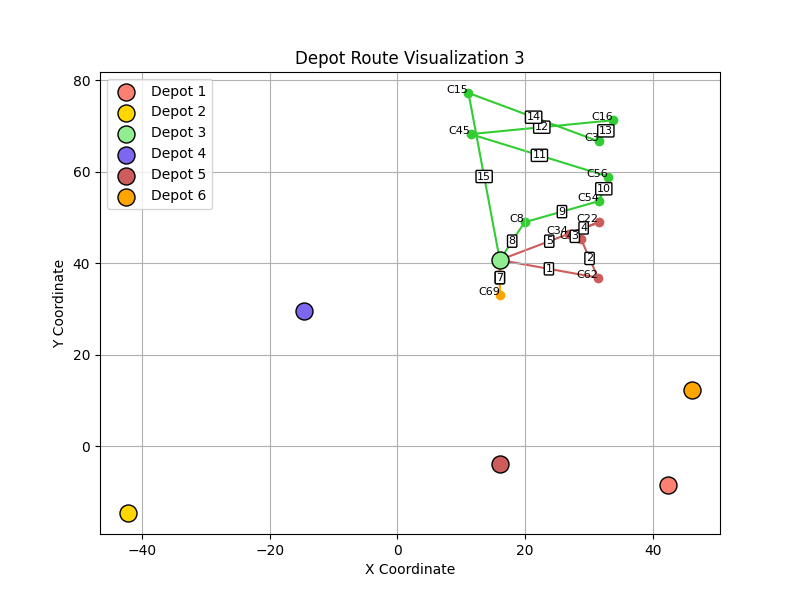 Depot Route Visualization 3
Depot 1
Depot 2
Depot 3
Depot 4
Depot 5
Depot 6
80
60
40
20
0
Y Coordinate
−40
−20
0
20
40
X Coordinate
C15
C16
C45
C3
C56
C54
C8
C22
C34
C62
C69
14
12
13
11
15
10
9
8
4
5
3
2
1
7